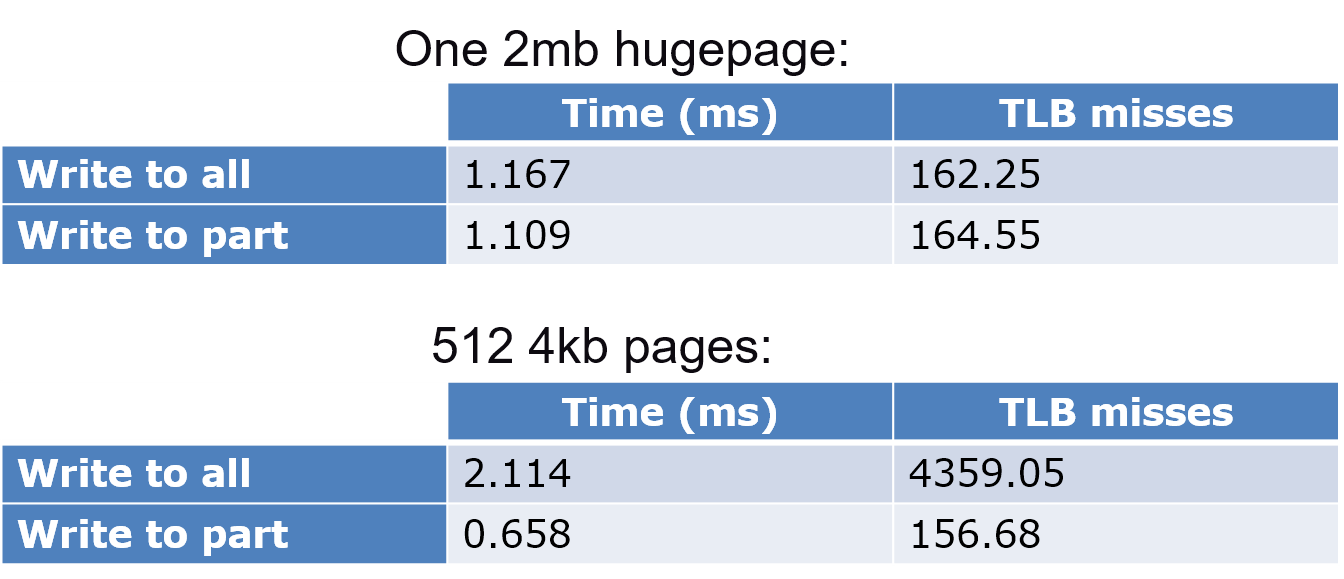 One 2mb hugepage:
Time (ms) TLB misses
Write to all 1.167 162.25
Write to part 1.109 164.55
512 4kb pages:
Time (ms) TLB misses
Write to all 2.114 4359.05
Write to part 0.658 156.68